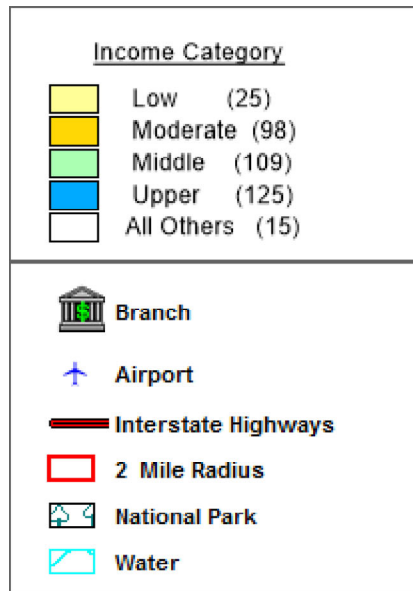 Income Category
Low (25)
Moderate (98)
Middle (109)
Upper (125)
All Others (15)
$
Branch
Airport
Interstate Highways
2 Mile Radius
National Park
Water